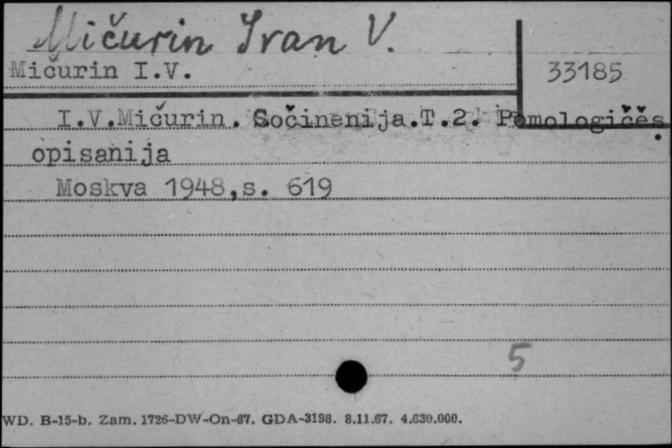 Mičurin Ivan V.
Mičurin I.V.
33185
I.V.Mičurin. Sočinenija.T.2. Pomologičěs.
opisanija
Moskva 1948,s. 619
5
WD. B-15-b. Zam. 1726-DW-On-67. GDA-3198. 8.11.67. 4.630.000.